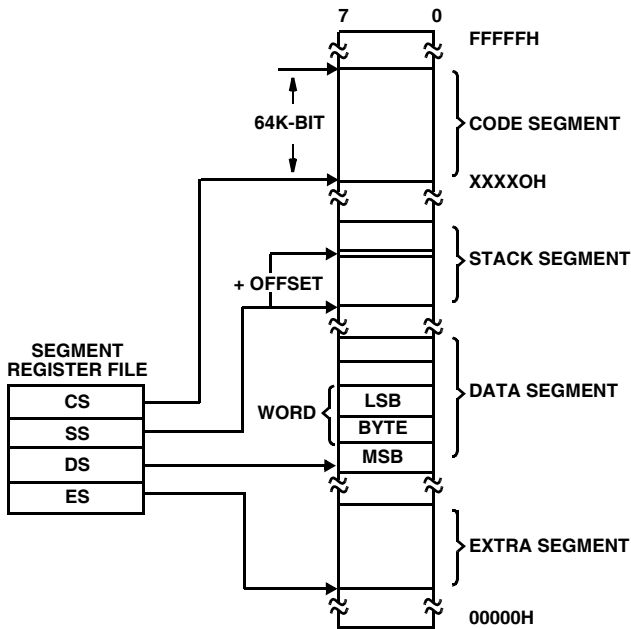 7 0
FFFFFH
64K-BIT
CODE SEGMENT
XXXXOH
STACK SEGMENT
+ OFFSET
SEGMENT
REGISTER FILE
CS
SS
DS
ES
WORD
LSB
BYTE
MSB
DATA SEGMENT
EXTRA SEGMENT
00000H